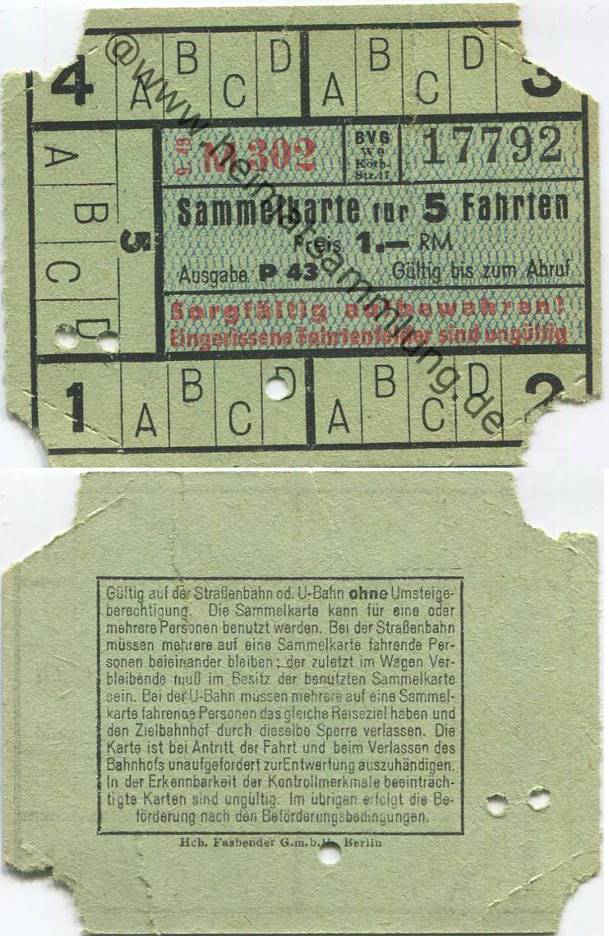 4 A B C D A B C D 3
A B C D 5
M 302 BVG 17792
We
Köth.
Str. 17
Sammelkarte für 5 Fahrten
Preis 1.— RM
Ausgabe P 43 Gültig bis zum Abruf
Sorgfältig aufbewahren!
Eingerissene Fahrtenfelder sind ungültig
1 A B C D A B C D 2
@www.heimatsammlung.de
Gültig auf der Straßenbahn od. U-Bahn ohne Umsteige-
berechtigung. Die Sammelkarte kann für eine oder
mehrere Personen benutzt werden. Bei der Straßenbahn
müssen mehrere auf eine Sammelkarte fahrende Per-
sonen beieinander bleiben; der zuletzt im Wagen Ver-
bleibende muß im Besitz der benutzten Sammelkarte
sein. Bei der U-Bahn müssen mehrere auf eine Sammel-
karte fahrende Personen das gleiche Reiseziel haben und
den Zielbahnhof durch dieselbe Sperre verlassen. Die
Karte ist bei Antritt der Fahrt und beim Verlassen des
Bahnhofs unaufgefordert zur Entwertung auszuhändigen.
In der Erkennbarkeit der Kontrollmerkmale beeinträch-
tigte Karten sind ungültig. Im übrigen erfolgt die Be-
förderung nach den Beförderungsbedingungen.
Hch. Fasbender G.m.b.H. Berlin